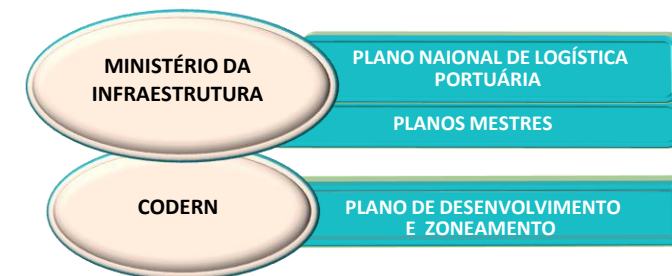 MINISTÉRIO DA
INFRAESTRUTURA
PLANO NAIONAL DE LOGÍSTICA
PORTUÁRIA
PLANOS MESTRES
CODERN
PLANO DE DESENVOLVIMENTO
E ZONEAMENTO